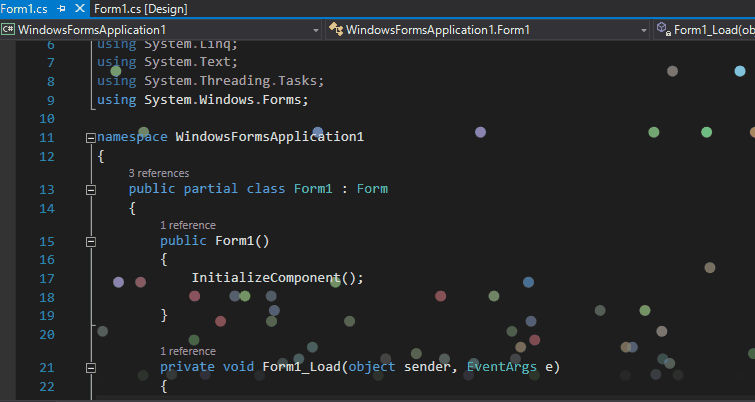 Form1.cs Form1.cs [Design]
C# WindowsFormsApplication1 WindowsFormsApplication1.Form1 Form1_Load(ob
6 using System.Linq;
7 using System.Text;
8 using System.Threading.Tasks;
9 using System.Windows.Forms;
10
11 namespace WindowsFormsApplication1
12 {
3 references
13 public partial class Form1 : Form
14 {
1 reference
15 public Form1()
16 {
17 InitializeComponent();
18
19 }
20
1 reference
21 private void Form1_Load(object sender, EventArgs e)
22 {